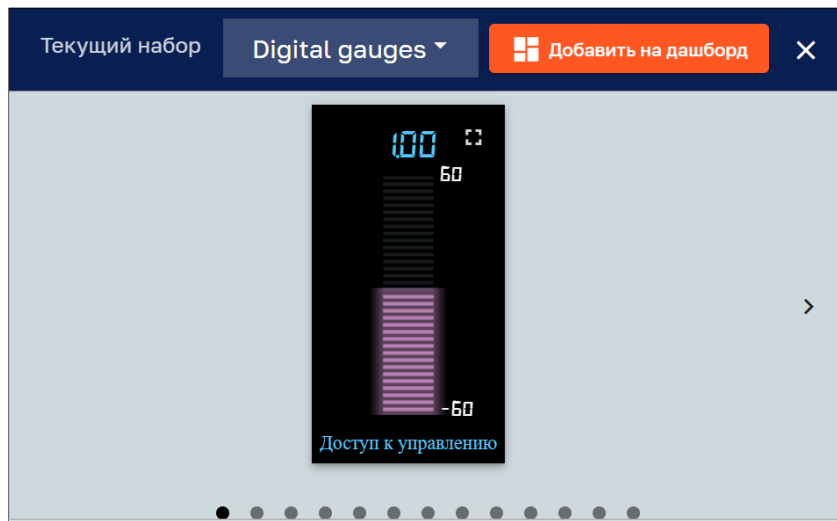 Текущий набор
Digital gauges
Добавить на дашборд
1.00
60
-60
Доступ к управлению